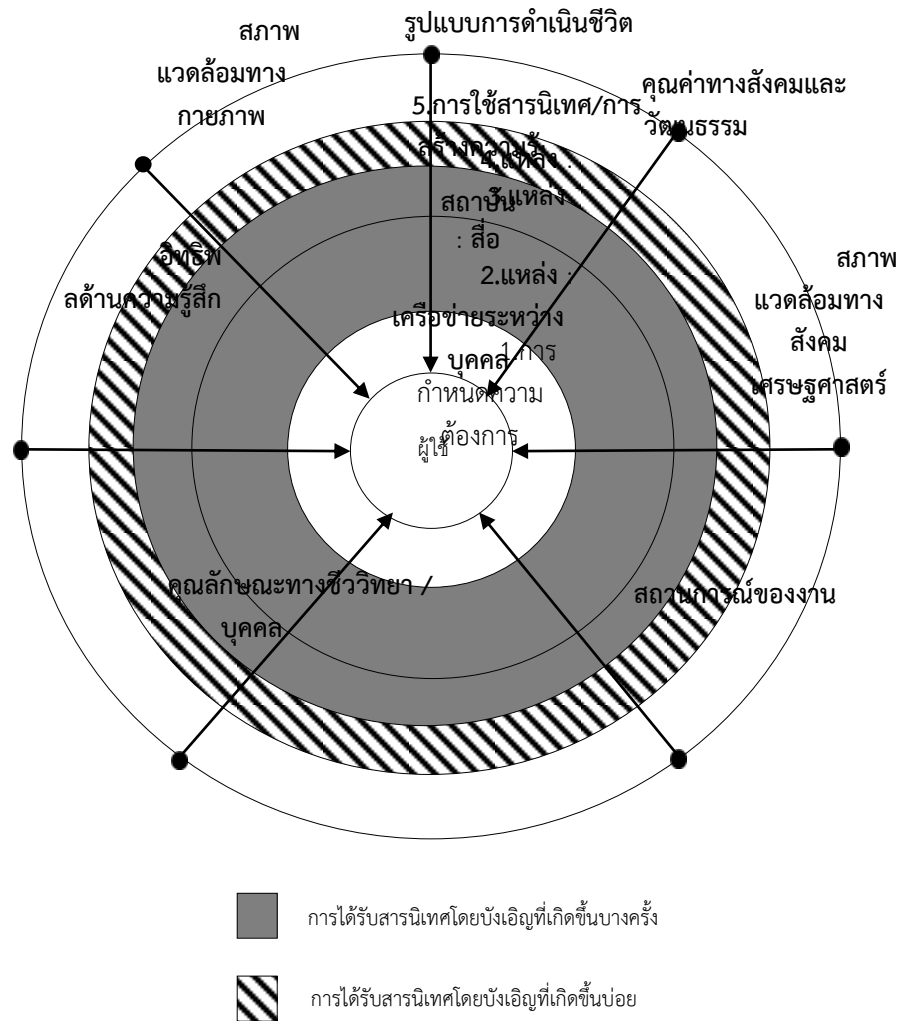 สภาพ
แวดล้อมทาง
กายภาพ
รูปแบบการดำเนินชีวิต
คุณค่าทางสังคมและ
วัฒนธรรม
5.การใช้สารนิเทศ/การ
สร้างความรู้
4.แหล่ง :
สถาบัน
3.แหล่ง
: สื่อ
2.แหล่ง :
เครือข่ายระหว่าง
บุคคล
1.การ
กำหนดความ
ต้องการ
ผู้ใช้
อิทธิพ
ลด้านความรู้สึก
สภาพ
แวดล้อมทาง
สังคม
เศรษฐศาสตร์
คุณลักษณะทางชีววิทยา /
บุคคล
สถานการณ์ของงาน
การได้รับสารนิเทศโดยบังเอิญที่เกิดขึ้นบางครั้ง
การได้รับสารนิเทศโดยบังเอิญที่เกิดขึ้นบ่อย